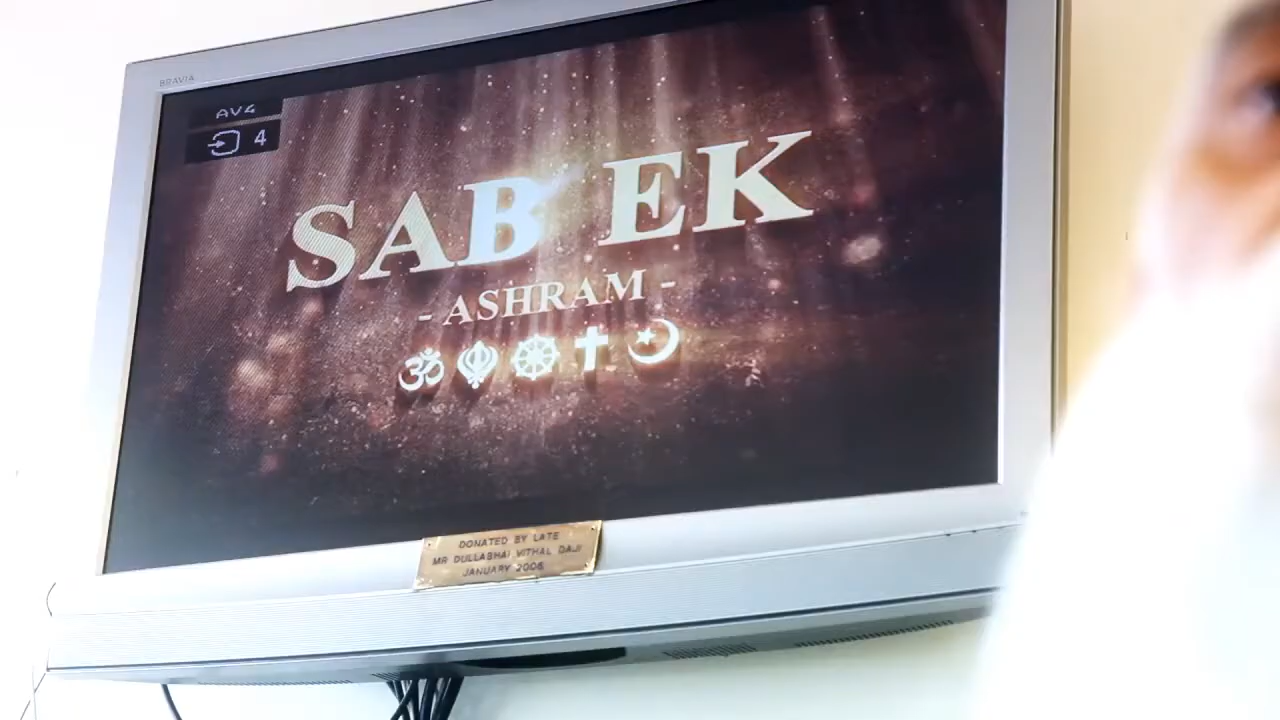 BRAVIA
AV4
4
SAB EK
- ASHRAM -
DONATED BY LATE
MR DULLABHAI VITHAL DAJI
JANUARY 2006